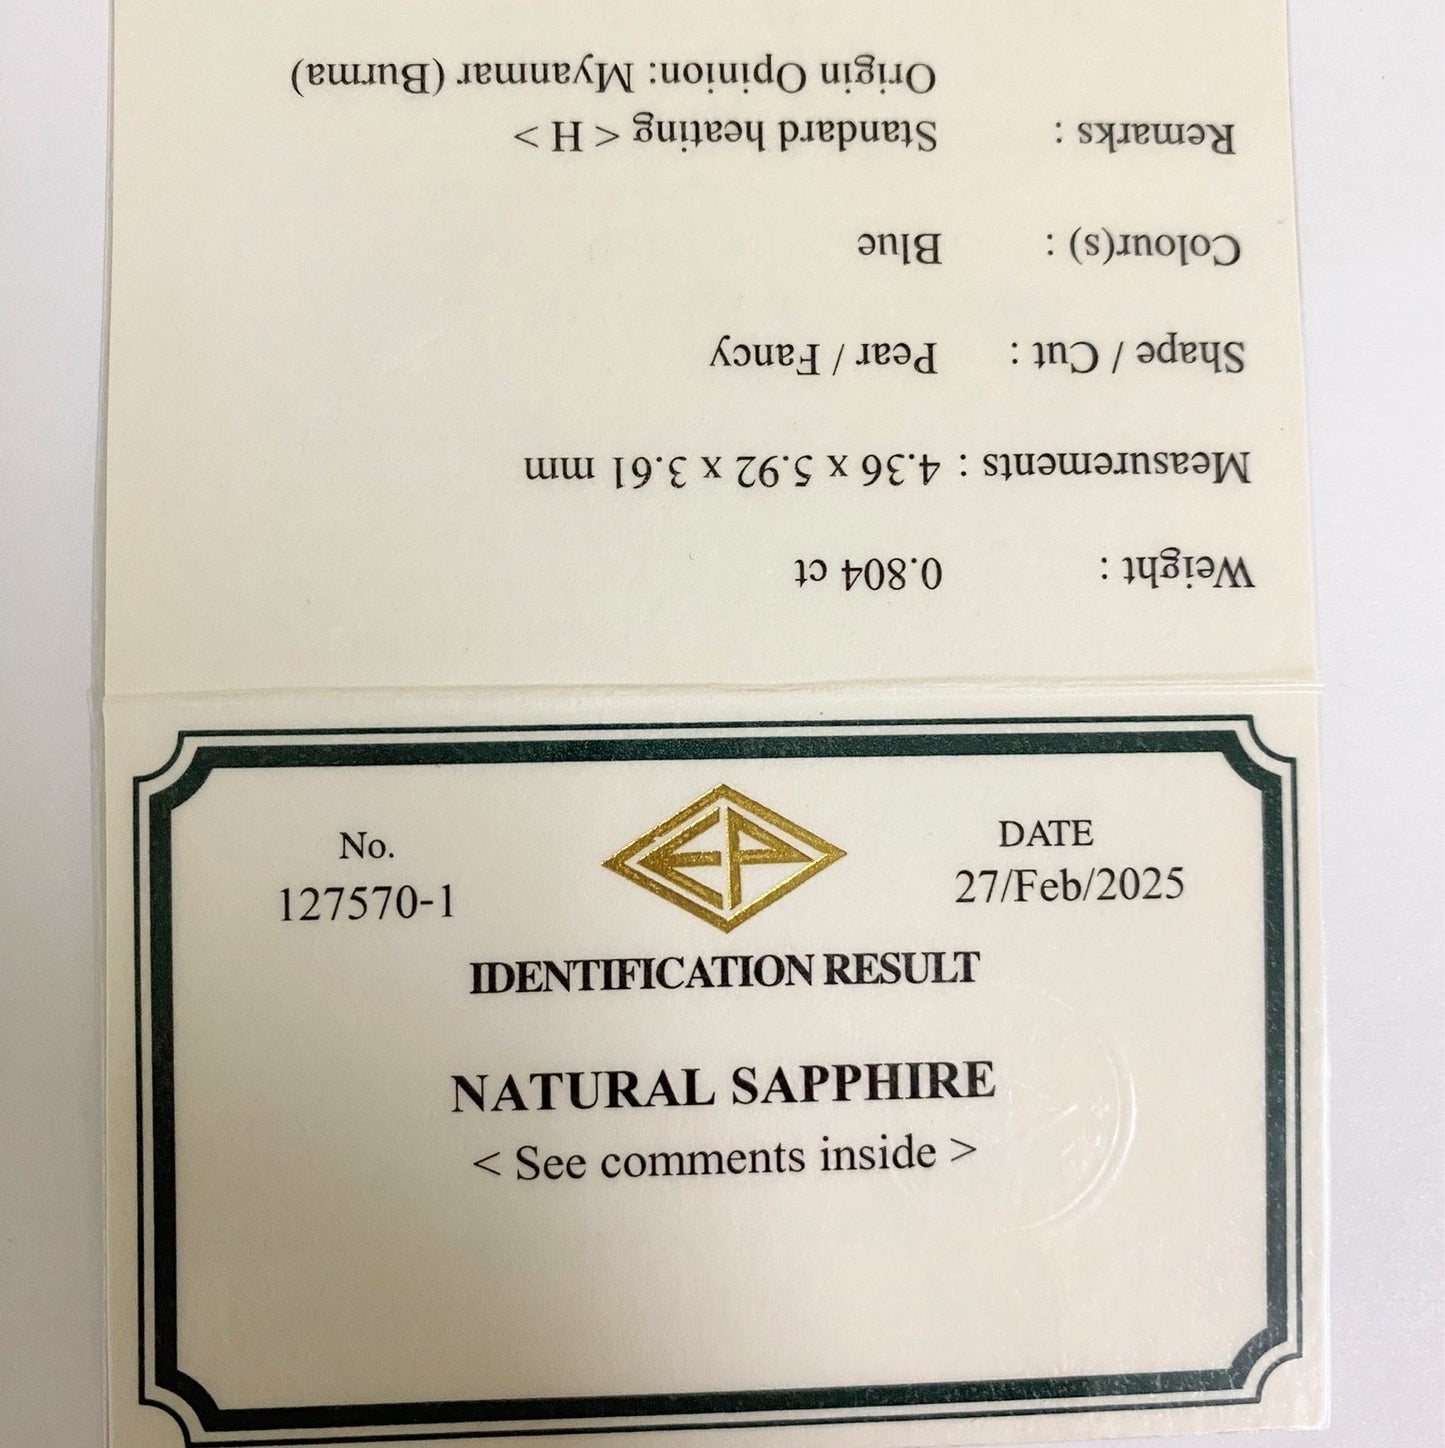 Weight : 0.804 ct
Measurements : 4.36 x 5.92 x 3.61 mm
Shape / Cut : Pear / Fancy
Colour(s) : Blue
Remarks : Standard heating < H >
Origin Opinion: Myanmar (Burma)
No.
127570-1
EP
DATE
27/Feb/2025
IDENTIFICATION RESULT
NATURAL SAPPHIRE
< See comments inside >